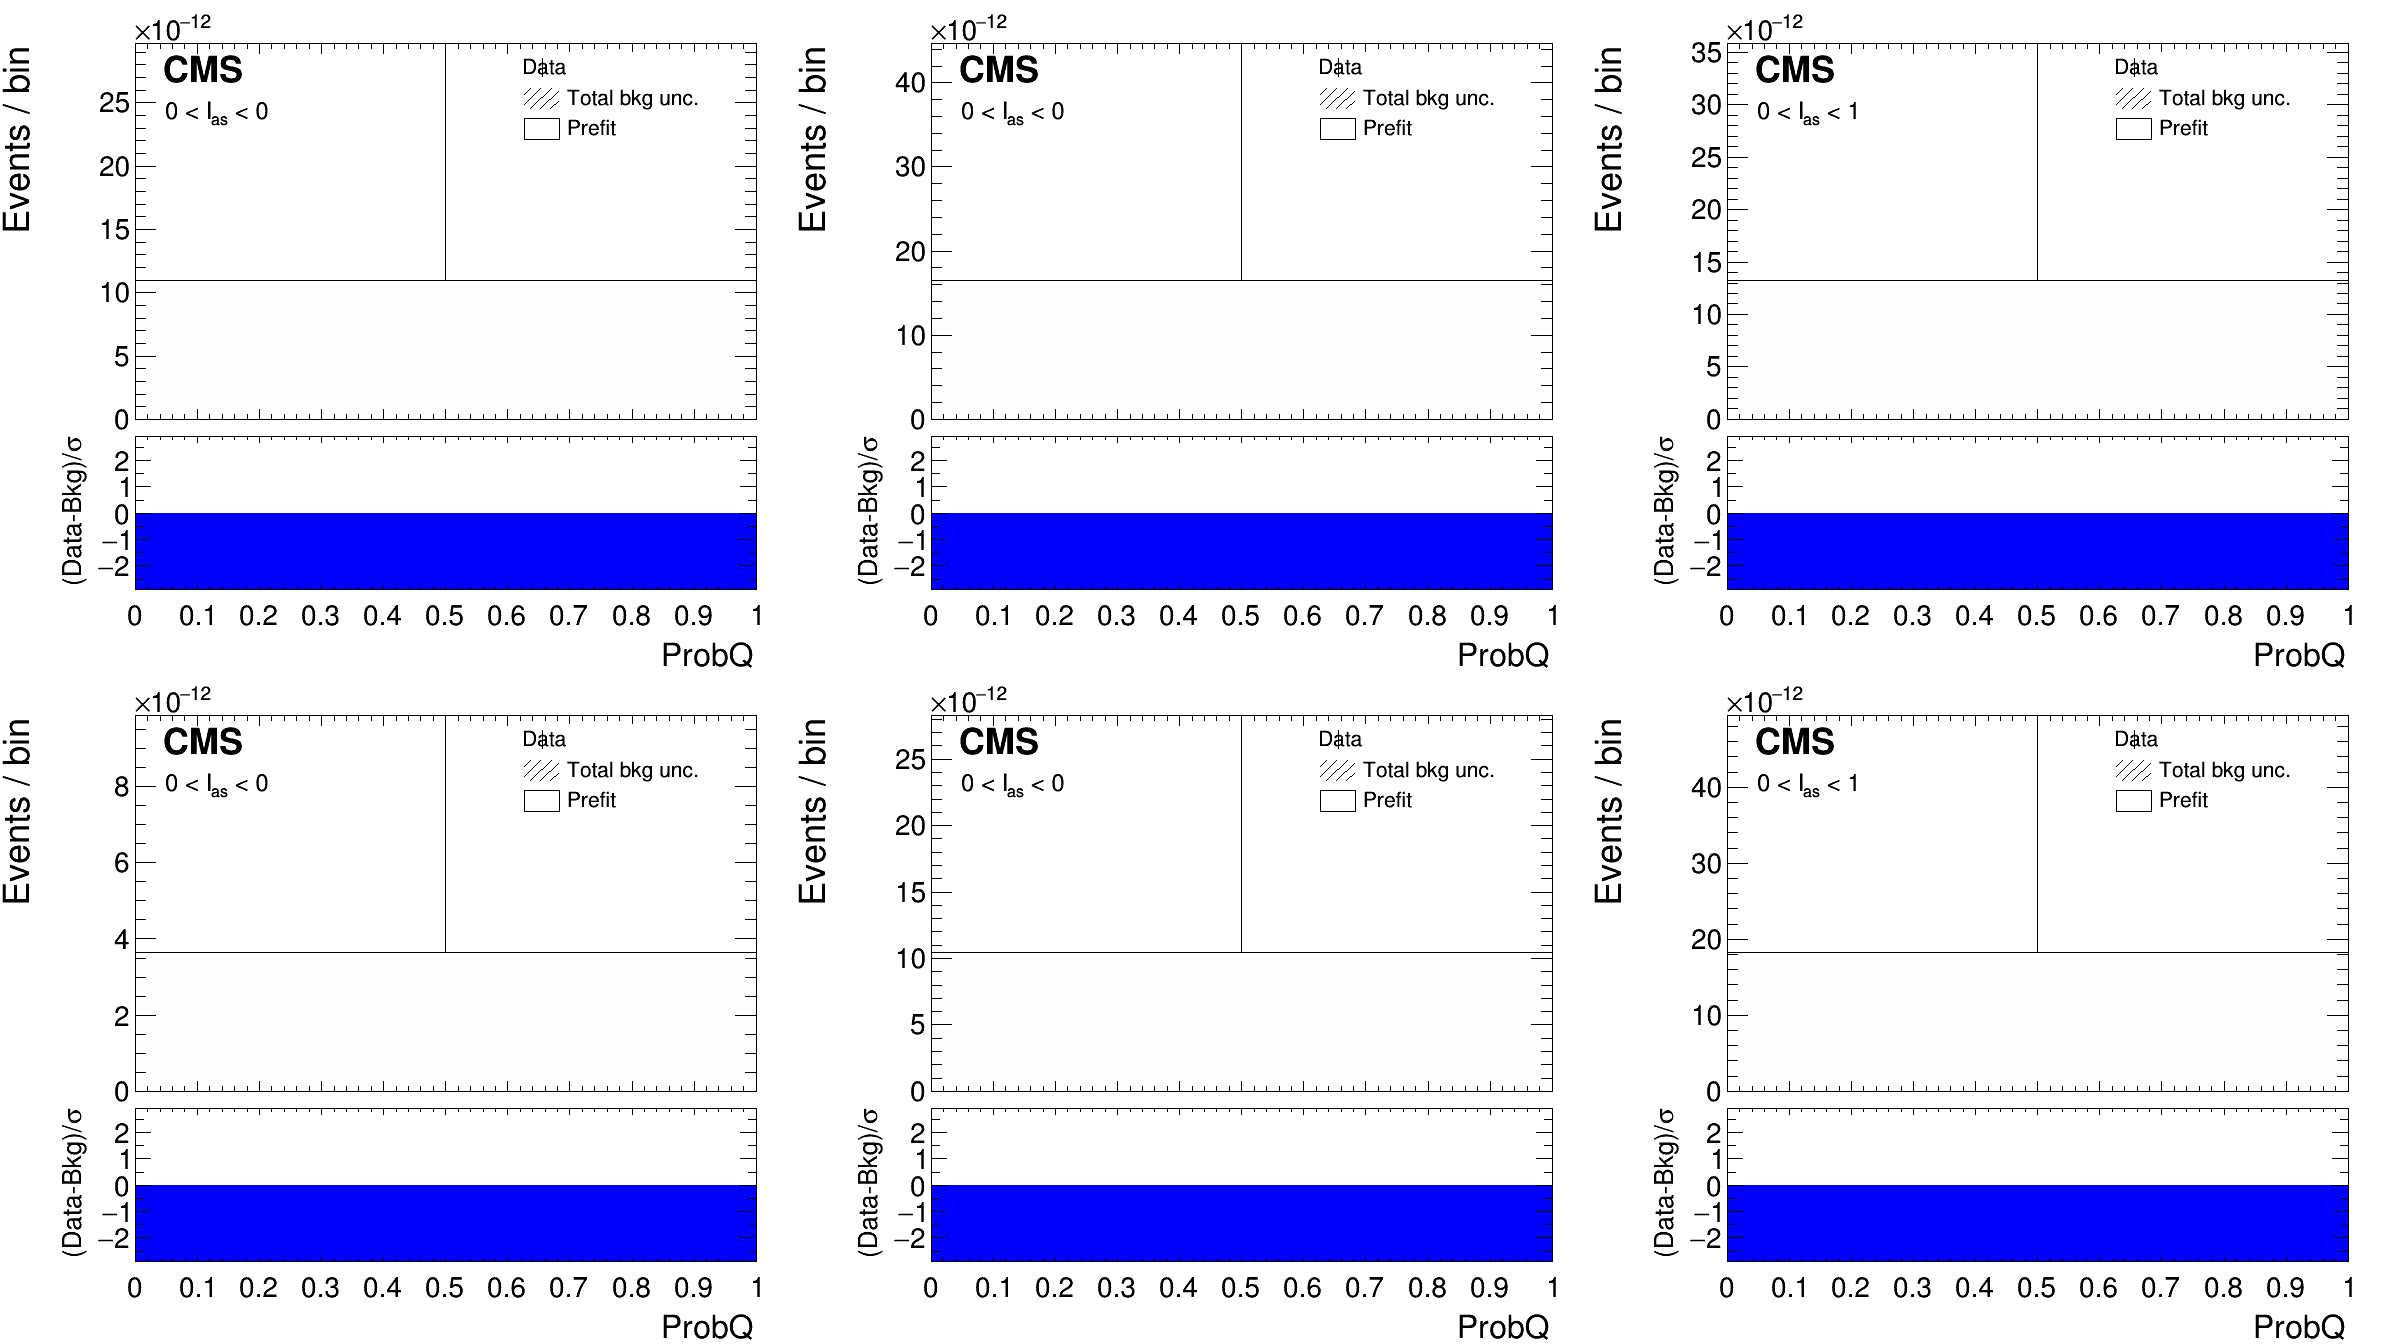 ×10⁻¹²
Events / bin
CMS
0 < I_as < 0
Data
Total bkg unc.
Prefit
25
20
15
10
5
0
(Data-Bkg)/σ
2
1
0
−1
−2
0 0.1 0.2 0.3 0.4 0.5 0.6 0.7 0.8 0.9 1
ProbQ
×10⁻¹²
Events / bin
CMS
0 < I_as < 0
Data
Total bkg unc.
Prefit
40
30
20
10
0
(Data-Bkg)/σ
2
1
0
−1
−2
0 0.1 0.2 0.3 0.4 0.5 0.6 0.7 0.8 0.9 1
ProbQ
×10⁻¹²
Events / bin
CMS
0 < I_as < 1
Data
Total bkg unc.
Prefit
35
30
25
20
15
10
5
0
(Data-Bkg)/σ
2
1
0
−1
−2
0 0.1 0.2 0.3 0.4 0.5 0.6 0.7 0.8 0.9 1
ProbQ
×10⁻¹²
Events / bin
CMS
0 < I_as < 0
Data
Total bkg unc.
Prefit
8
6
4
2
0
(Data-Bkg)/σ
2
1
0
−1
−2
0 0.1 0.2 0.3 0.4 0.5 0.6 0.7 0.8 0.9 1
ProbQ
×10⁻¹²
Events / bin
CMS
0 < I_as < 0
Data
Total bkg unc.
Prefit
25
20
15
10
5
0
(Data-Bkg)/σ
2
1
0
−1
−2
0 0.1 0.2 0.3 0.4 0.5 0.6 0.7 0.8 0.9 1
ProbQ
×10⁻¹²
Events / bin
CMS
0 < I_as < 1
Data
Total bkg unc.
Prefit
40
30
20
10
0
(Data-Bkg)/σ
2
1
0
−1
−2
0 0.1 0.2 0.3 0.4 0.5 0.6 0.7 0.8 0.9 1
ProbQ